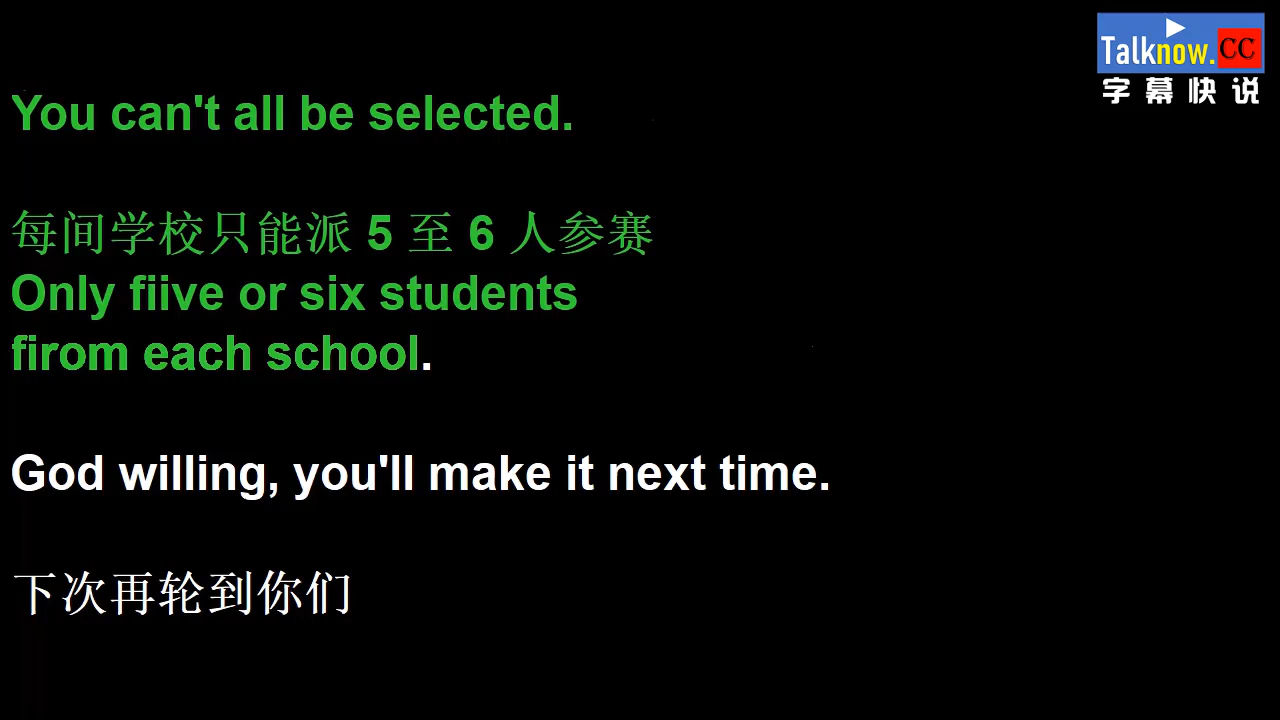 Talknow.CC
字幕快说
You can't all be selected.
每间学校只能派 5 至 6 人参赛
Only fiive or six students
firom each school.
God willing, you'll make it next time.
下次再轮到你们